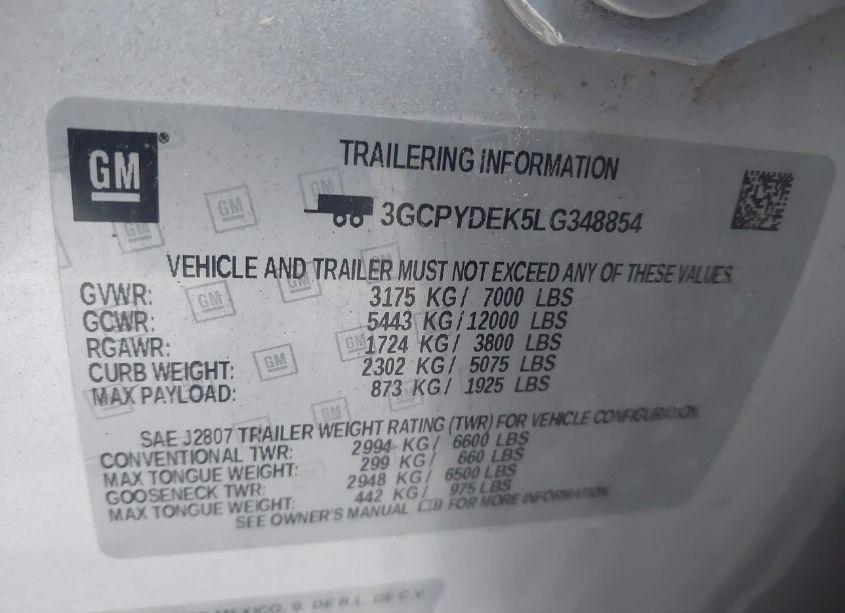 GM
TRAILERING INFORMATION
3GCPYDEK5LG348854
VEHICLE AND TRAILER MUST NOT EXCEED ANY OF THESE VALUES.
GVWR: 3175 KG/ 7000 LBS
GCWR: 5443 KG/12000 LBS
RGAWR: 1724 KG/ 3800 LBS
CURB WEIGHT: 2302 KG/ 5075 LBS
MAX PAYLOAD: 873 KG/ 1925 LBS
SAE J2807 TRAILER WEIGHT RATING (TWR) FOR VEHICLE CONFIGURATION.
CONVENTIONAL TWR: 2994 KG/ 6600 LBS
MAX TONGUE WEIGHT: 299 KG/ 660 LBS
GOOSENECK TWR: 2948 KG/ 6500 LBS
MAX TONGUE WEIGHT: 442 KG/ 975 LBS
SEE OWNER'S MANUAL FOR MORE INFORMATION
MEXICO, S. DE R.L. DE C.V.